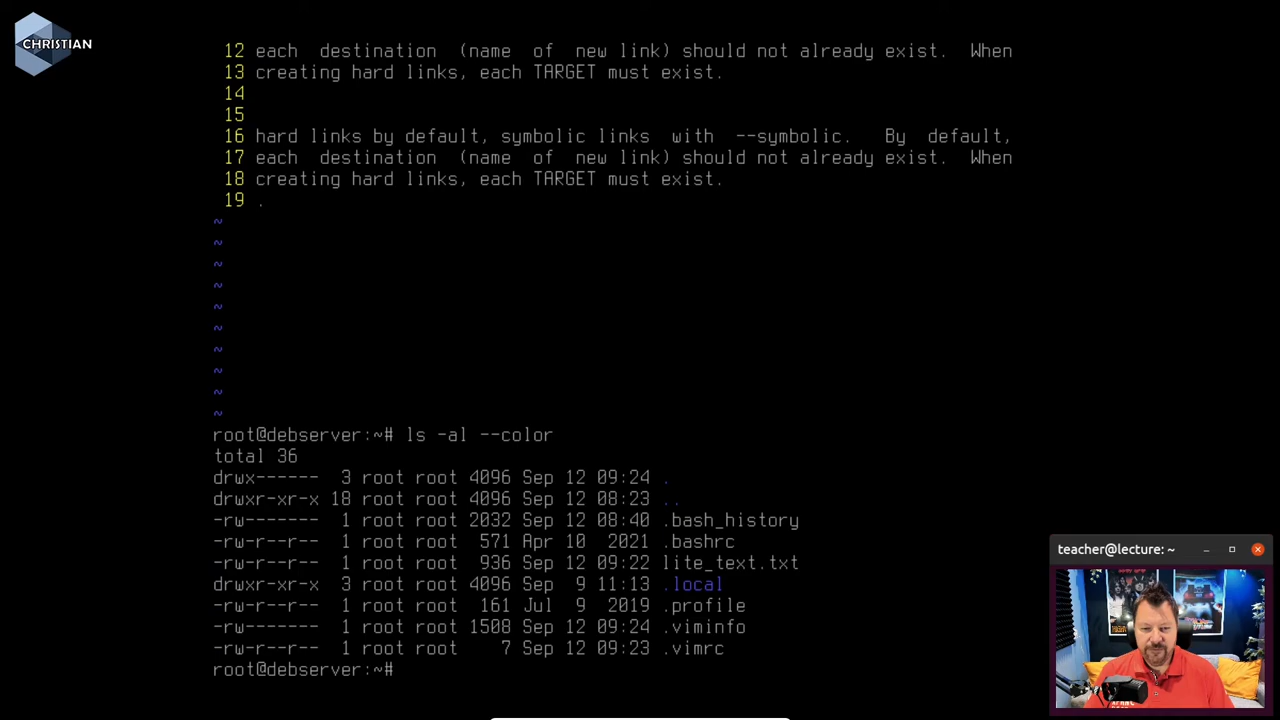 CHRISTIAN
12 each  destination  (name  of  new link) should not already exist.  When
13 creating hard links, each TARGET must exist.
14
15
16 hard links by default, symbolic links  with  --symbolic.   By  default,
17 each  destination  (name  of  new link) should not already exist.  When
18 creating hard links, each TARGET must exist.
19 .
~
~
~
~
~
~
~
~
~
~
root@debserver:~# ls -al --color
total 36
drwx------  3 root root 4096 Sep 12 09:24 .
drwxr-xr-x 18 root root 4096 Sep 12 08:23 ..
-rw-------  1 root root 2032 Sep 12 08:40 .bash_history
-rw-r--r--  1 root root  571 Apr 10  2021 .bashrc
-rw-r--r--  1 root root  936 Sep 12 09:22 lite_text.txt
drwxr-xr-x  3 root root 4096 Sep  9 11:13 .local
-rw-r--r--  1 root root  161 Jul  9  2019 .profile
-rw-------  1 root root 1508 Sep 12 09:24 .viminfo
-rw-r--r--  1 root root    7 Sep 12 09:23 .vimrc
root@debserver:~#
teacher@lecture: ~